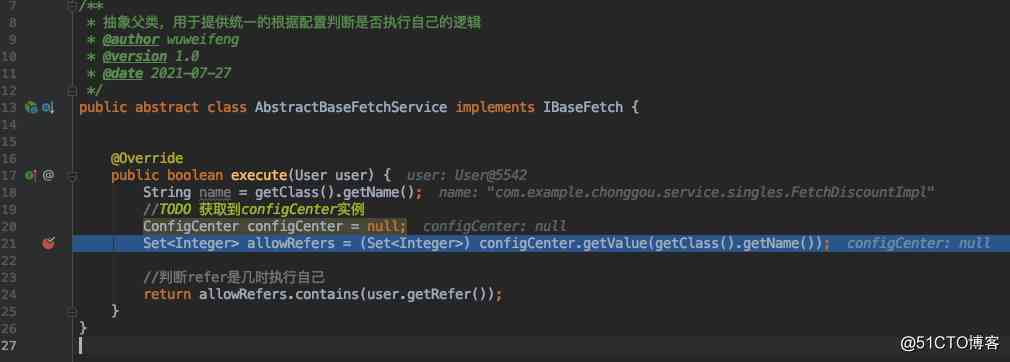 7 /**
8 * 抽象父类，用于提供统一的根据配置判断是否执行自己的逻辑
9 * @author wuweifeng
10 * @version 1.0
11 * @date 2021-07-27
12 */
13 public abstract class AbstractBaseFetchService implements IBaseFetch {
14
15
16 @Override
17 @ public boolean execute(User user) { user: User@5542
18 String name = getClass().getName(); name: "com.example.chonggou.service.singles.FetchDiscountImpl"
19 //TODO 获取到configCenter实例
20 ConfigCenter configCenter = null; configCenter: null
21 Set<Integer> allowRefers = (Set<Integer>) configCenter.getValue(getClass().getName()); configCenter: null
22
23 //判断refer是几时执行自己
24 return allowRefers.contains(user.getRefer());
25 }
26 }
27
@51CTO博客